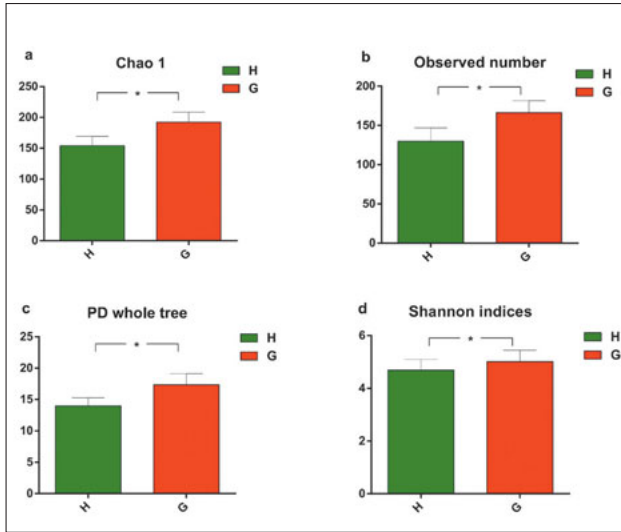 a
Chao 1
H
G
*
250
200
150
100
50
0
H
G
b
Observed number
H
G
*
200
150
100
50
0
H
G
c
PD whole tree
H
G
*
25
20
15
10
5
0
H
G
d
Shannon indices
H
G
*
6
4
2
0
H
G